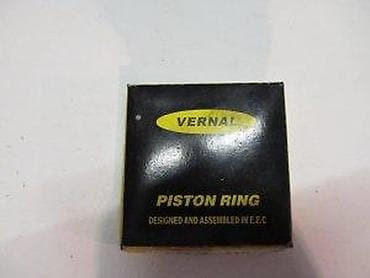 VERNAL
PISTON RING
DESIGNED AND ASSEMBLED IN E.E.C